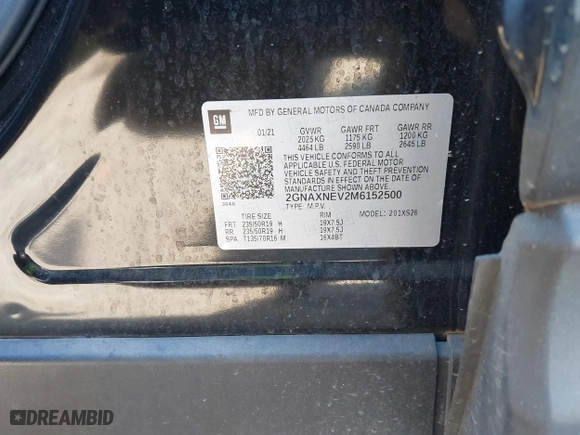 MFD BY GENERAL MOTORS OF CANADA COMPANY
GM
01/21 GVWR GAWR FRT GAWR RR
2025 KG 1175 KG 1200 KG
4464 LB 2590 LB 2645 LB
THIS VEHICLE CONFORMS TO ALL
APPLICABLE U.S. FEDERAL MOTOR
VEHICLE SAFETY AND THEFT PREVENTION
STANDARDS IN EFFECT ON THE DATE OF
MANUFACTURE SHOWN ABOVE.
2GNAXNEV2M6152500
TYPE: M.P.V.
TIRE SIZE RIM MODEL: 201XS26
FRT 235/50R19 H 19X7.5J
RR 235/50R19 H 19X7.5J
SPA T135/70R16 M 16X4BT
DREAMBID